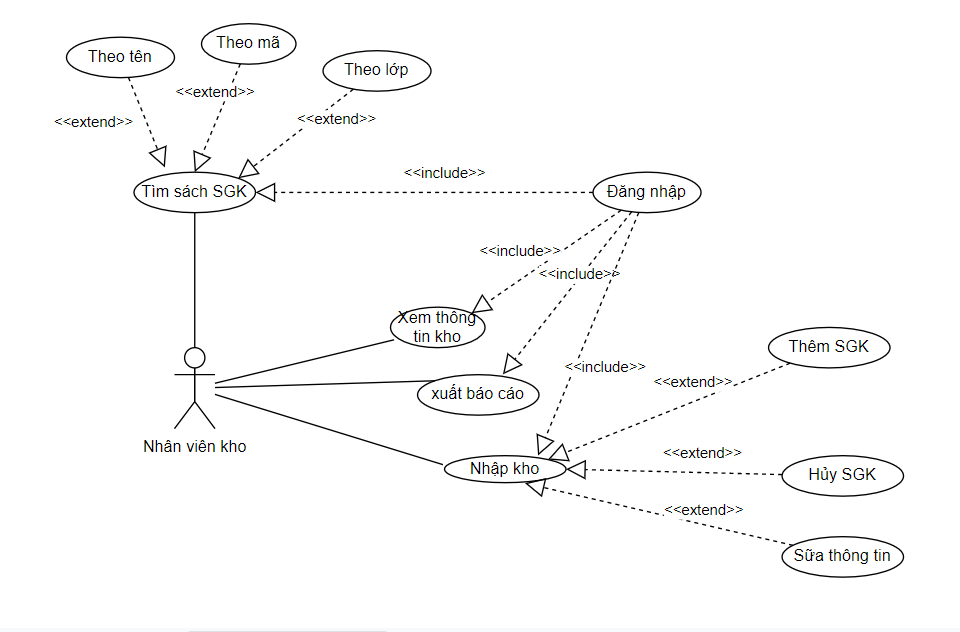 Theo tên
Theo mã
Theo lớp
<<extend>>
<<extend>>
<<extend>>
<<include>>
Tìm sách SGK
Đăng nhập
<<include>>
<<include>>
Xem thông
tin kho
Thêm SGK
<<include>>
<<extend>>
xuất báo cáo
Nhân viên kho
<<extend>>
Nhập kho
Hủy SGK
<<extend>>
Sữa thông tin